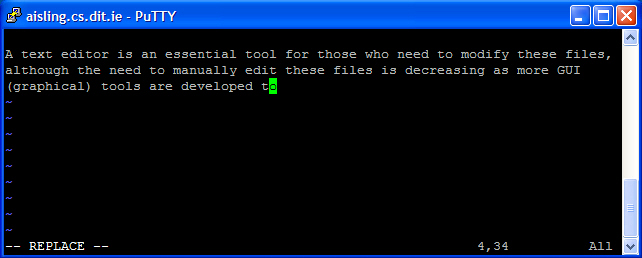 aisling.cs.dit.ie - PuTTY
A text editor is an essential tool for those who need to modify these files,
although the need to manually edit these files is decreasing as more GUI
(graphical) tools are developed to
~
~
~
~
~
~
~
~
-- REPLACE -- 4,34 All